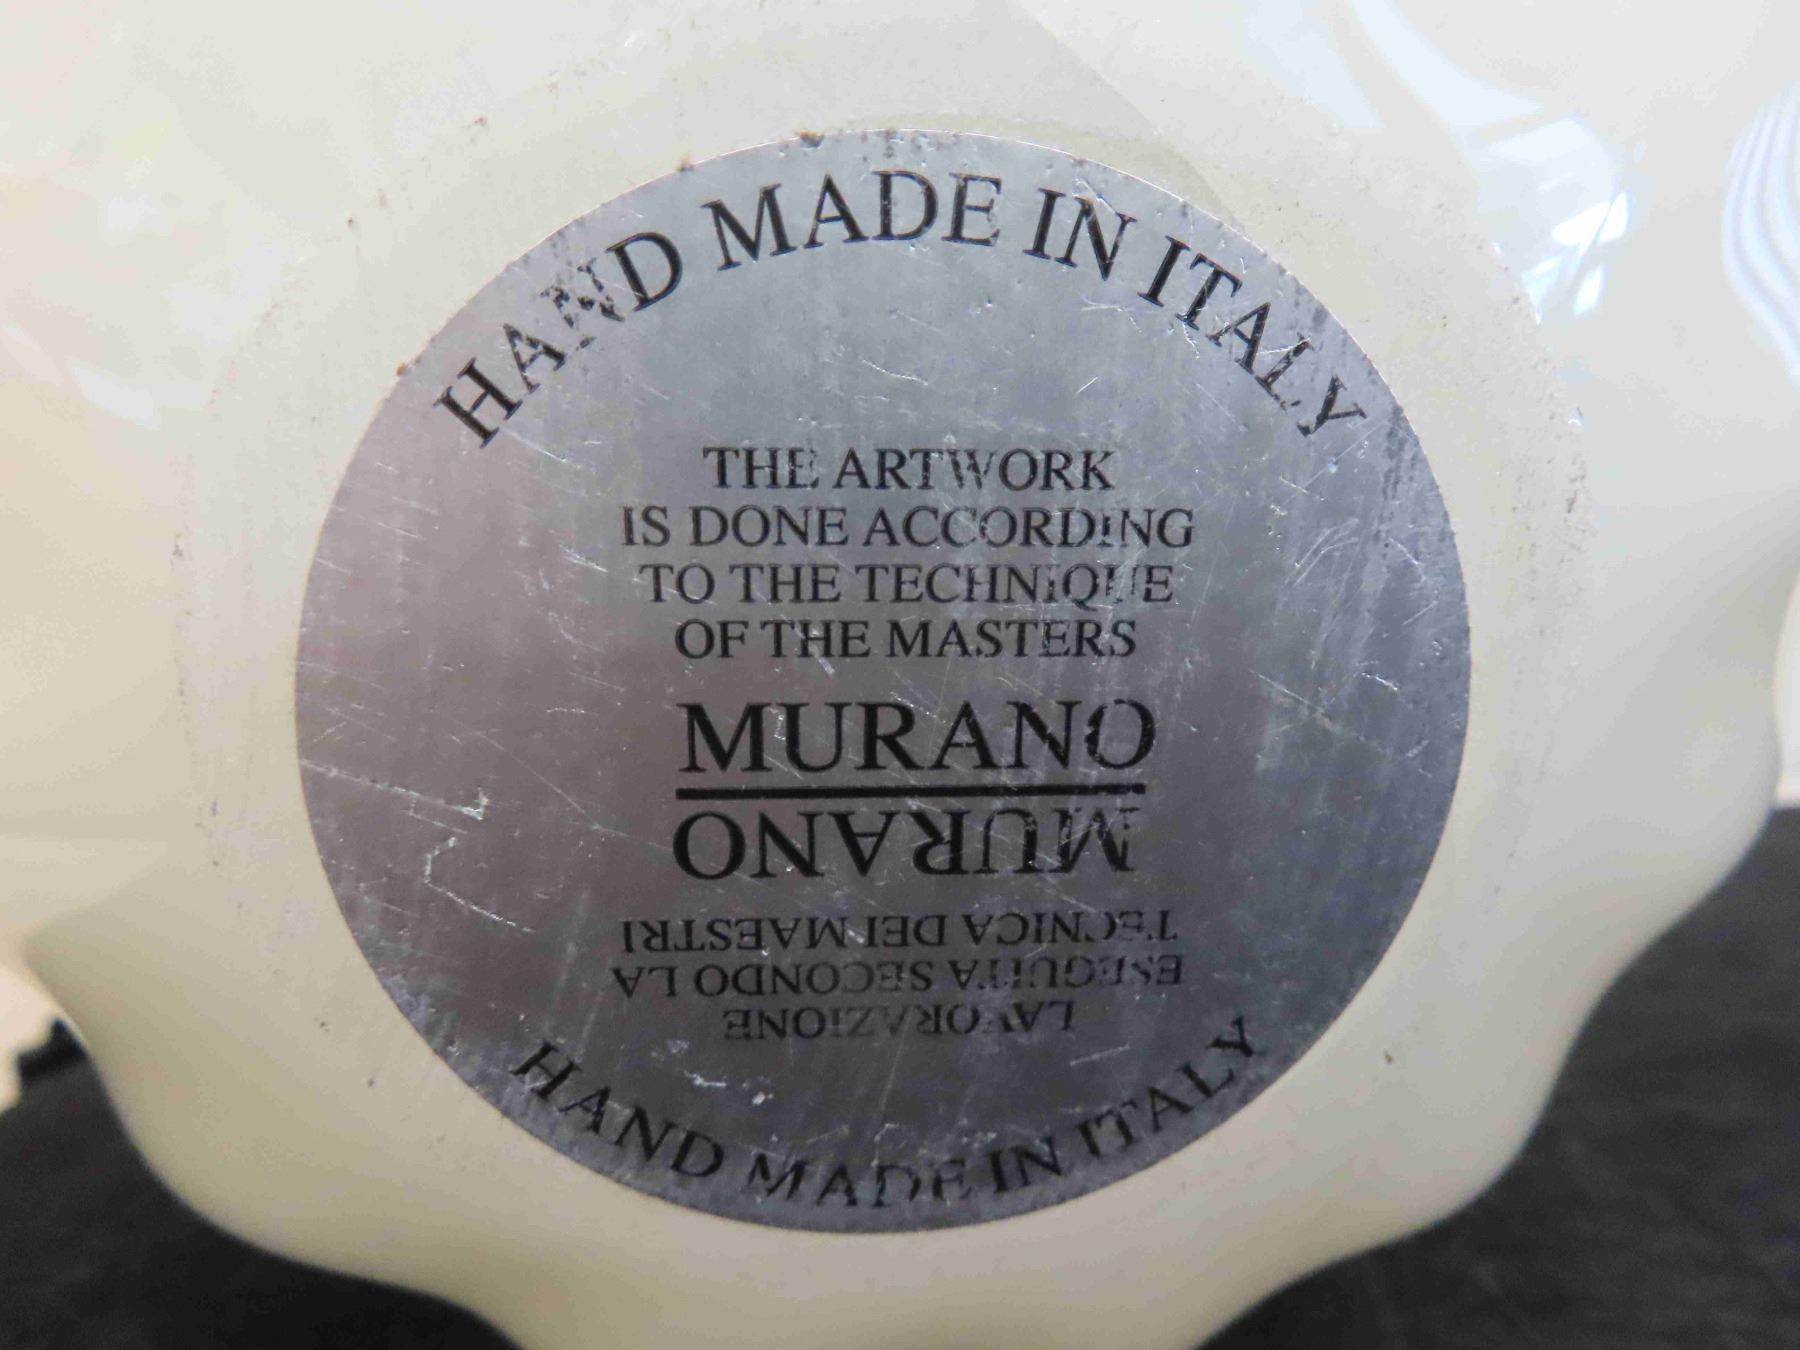 HAND MADE IN ITALY
THE ARTWORK
IS DONE ACCORDING
TO THE TECHNIQUE
OF THE MASTERS
MURANO
MURANO
LAVORAZIONE
ESEGUITA SECONDO LA
TECNICA DEI MAESTRI
HAND MADE IN ITALY